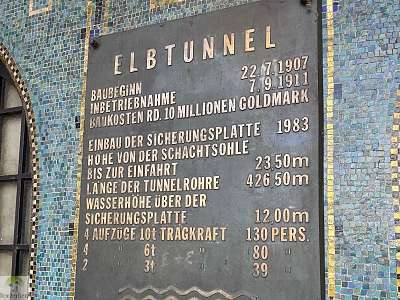 ELBTUNNEL
BAUBEGINN 22.7.1907
INBETRIEBNAHME 7.9.1911
BAUKOSTEN RD. 10 MILLIONEN GOLDMARK
EINBAU DER SICHERUNGSPLATTE 1983
HÖHE VON DER SCHACHTSOHLE
BIS ZUR EINFAHRT 23.50m
LÄNGE DER TUNNELROHRE 426.50m
WASSERHÖHE ÜBER DER
SICHERUNGSPLATTE 12.00m
4 AUFZÜGE 10t TRAGKRAFT 130 PERS.
4 " 6t " 80 "
2 " 3t " 39 "